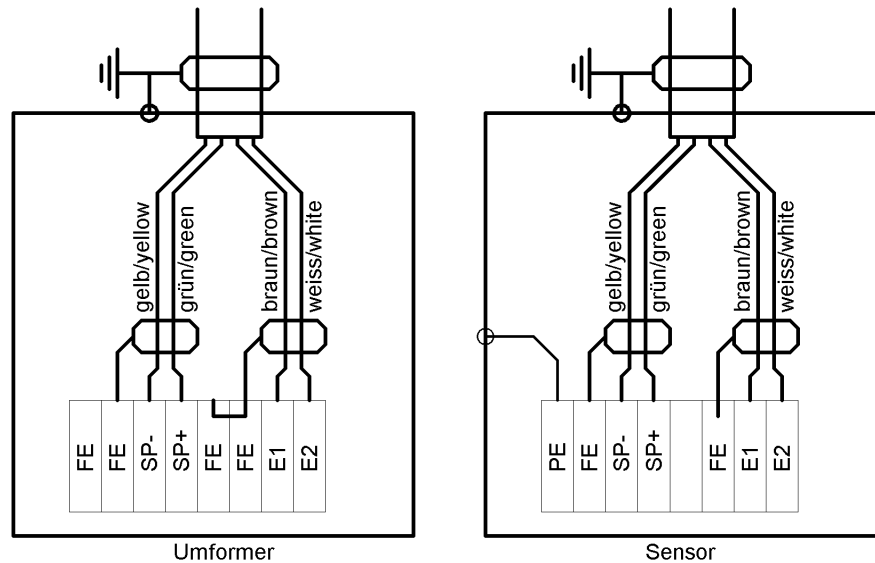 gelb/yellow
grün/green
braun/brown
weiss/white
FE
FE
SP-
SP+
FE
FE
E1
E2
Umformer
gelb/yellow
grün/green
braun/brown
weiss/white
PE
FE
SP-
SP+
FE
E1
E2
Sensor